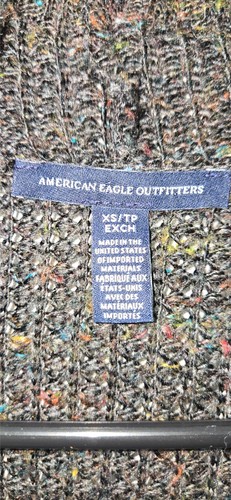 AMERICAN EAGLE OUTFITTERS
XS/TP
EXCH
MADE IN THE
UNITED STATES
OF IMPORTED
MATERIALS
FABRIQUÉ AUX
ÉTATS-UNIS
AVEC DES
MATÉRIAUX
IMPORTÉS